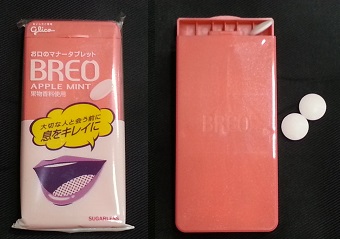 glico
お口のマナータブレット
BREO
APPLE MINT
果物香料使用
大切な人と会う前に
息をキレイに
SUGARLESS
BREO